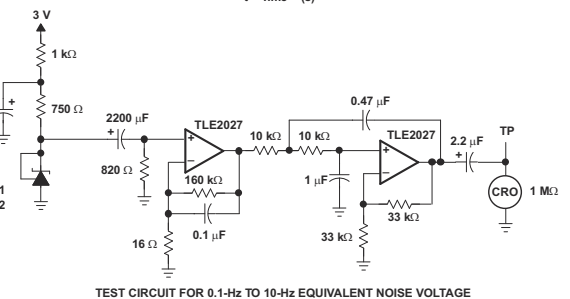 3 V
1 kΩ
+
750 Ω
1
2
2200 μF
+
820 Ω
TLE2027
+
−
160 kΩ
0.1 μF
16 Ω
10 kΩ
10 kΩ
0.47 μF
1 μF
TLE2027
+
−
33 kΩ
33 kΩ
2.2 μF
+
TP
CRO
1 MΩ
TEST CIRCUIT FOR 0.1-Hz TO 10-Hz EQUIVALENT NOISE VOLTAGE